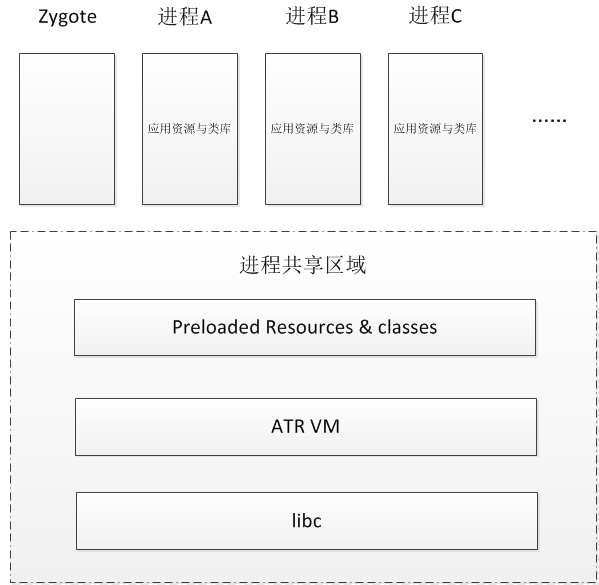 Zygote 进程A 进程B 进程C
应用资源与类库 应用资源与类库 应用资源与类库 ......
进程共享区域
Preloaded Resources & classes
ATR VM
libc